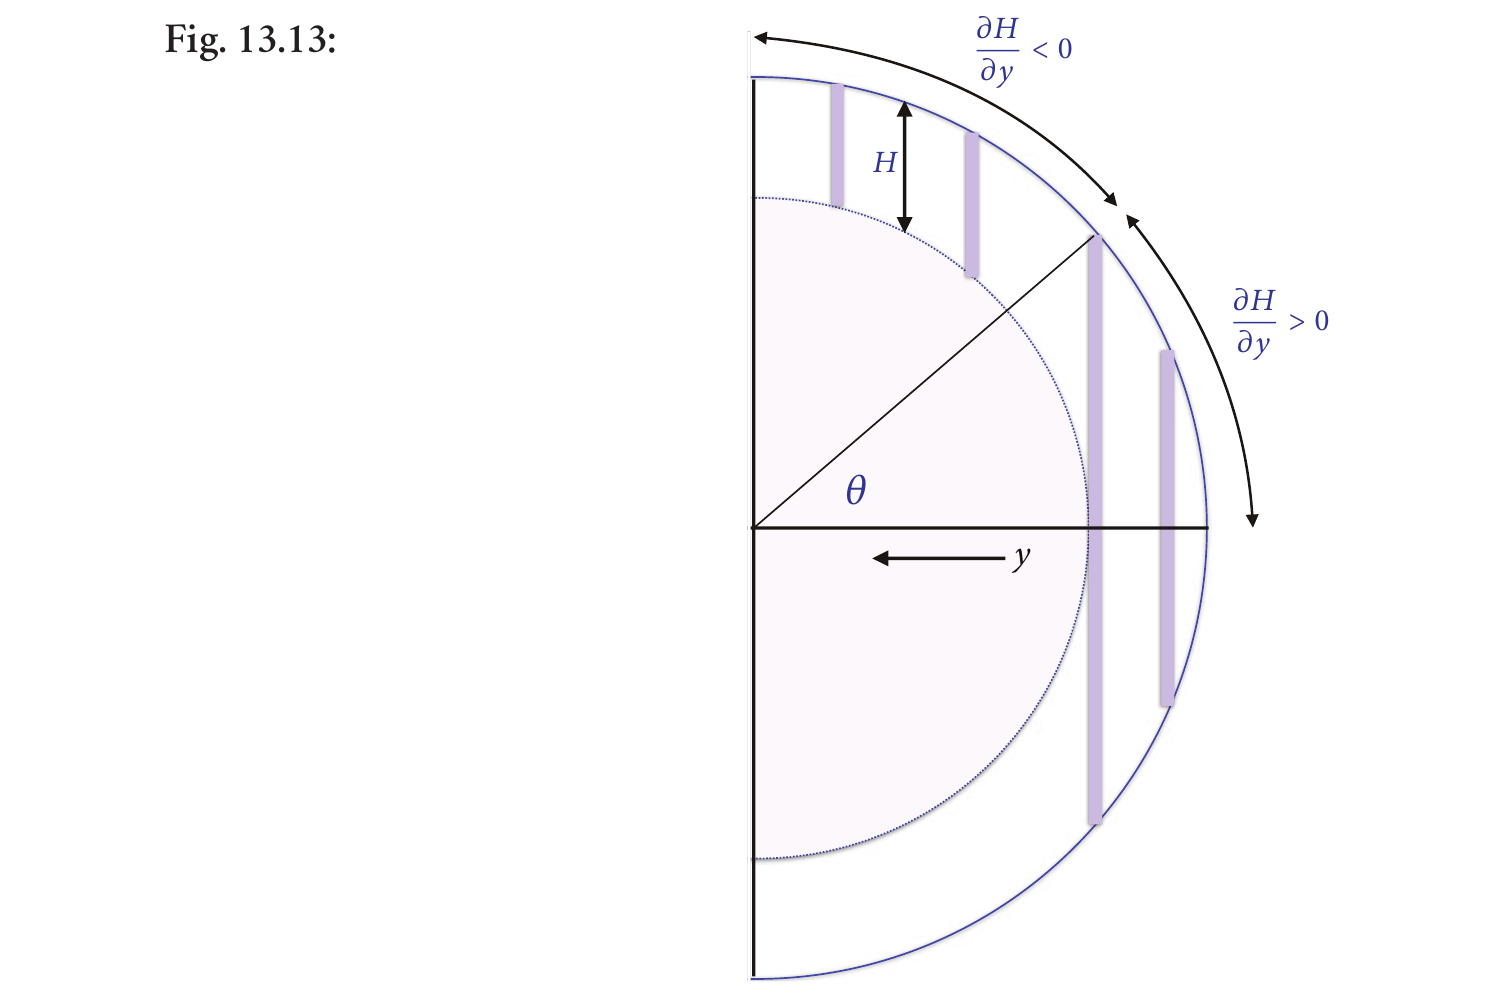 Fig. 13.13:
∂H/∂y < 0
H
∂H/∂y > 0
θ
y